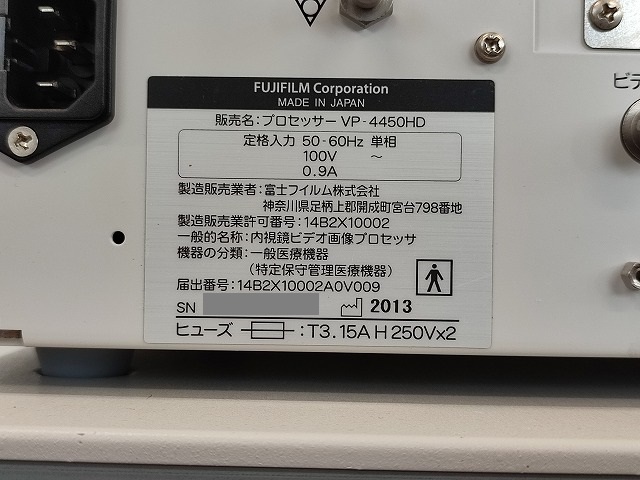 FUJIFILM Corporation
MADE IN JAPAN
販売名：プロセッサー VP-4450HD
定格入力 50-60Hz 単相
100V ～
0.9A
製造販売業者：富士フイルム株式会社
神奈川県足柄上郡開成町宮台798番地
製造販売業許可番号：14B2X10002
一般的名称：内視鏡ビデオ画像プロセッサ
機器の分類：一般医療機器
（特定保守管理医療機器）
届出番号：14B2X10002A0V009
SN
2013
ヒューズ ：T3.15A H 250Vx2
ビデ